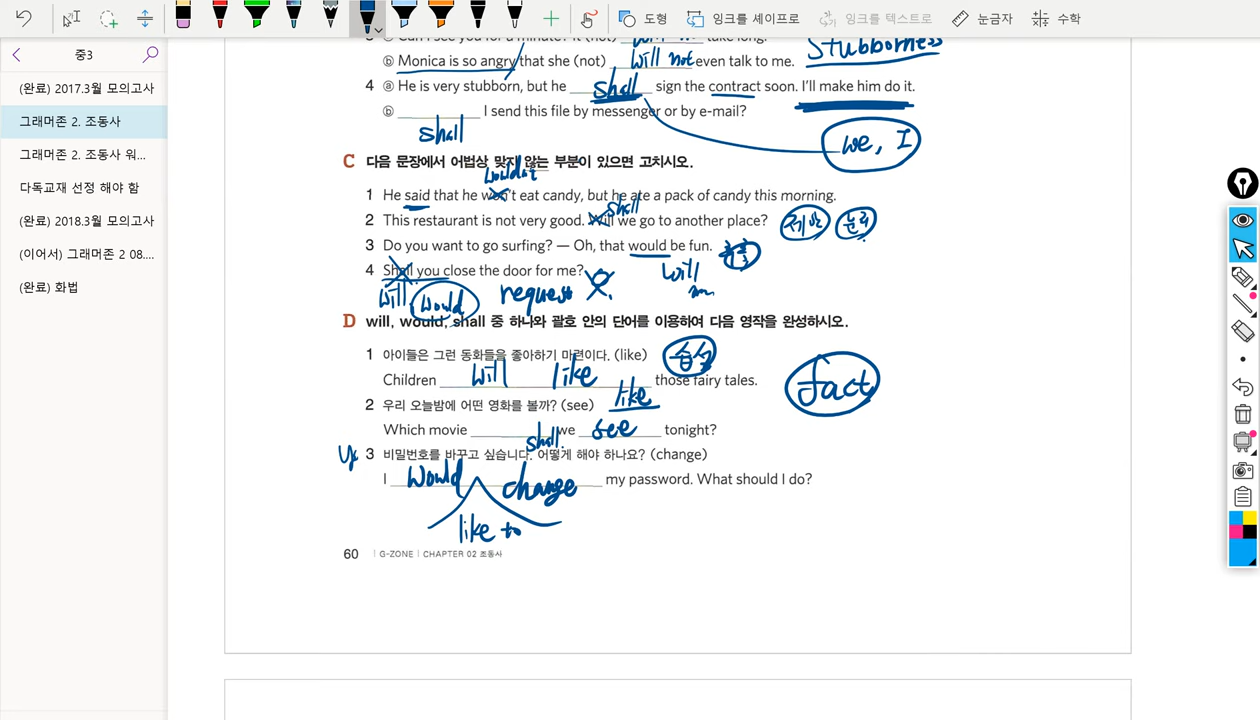 도형
잉크를 셰이프로
잉크를 텍스트로
눈금자
수학
중3
(완료) 2017.3월 모의고사
그래머존 2. 조동사
그래머존 2. 조동사 워...
다독교재 선정 해야 함
(완료) 2018.3월 모의고사
(이어서) 그래머존 2 08....
(완료) 화법
take long.
ⓑ Monica is so angry that she (not) will not even talk to me.
4 ⓐ He is very stubborn, but he shall sign the contract soon. I'll make him do it.
ⓑ I send this file by messenger or by e-mail?
shall
we, I
C 다음 문장에서 어법상 맞지 않는 부분이 있으면 고치시오.
1 He said that he won't eat candy, but he ate a pack of candy this morning.
shall
2 This restaurant is not very good. Will we go to another place?
3 Do you want to go surfing? — Oh, that would be fun.
will
4 Shall you close the door for me?
will would request
D will, would, shall 중 하나와 괄호 안의 단어를 이용하여 다음 영작을 완성하시오.
1 아이들은 그런 동화들을 좋아하기 마련이다. (like) 습성
Children will like those fairy tales.
fact
2 우리 오늘밤에 어떤 영화를 볼까? (see) like
Which movie we see tonight?
shall
3 비밀번호를 바꾸고 싶습니다. 어떻게 해야 하나요? (change)
I would change my password. What should I do?
like to
60 G-ZONE | CHAPTER 02 조동사